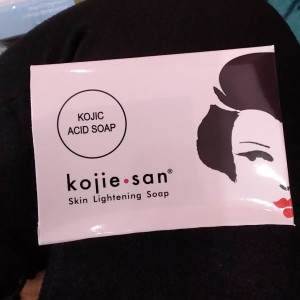 KOJIC
ACID SOAP
kojie•san®
Skin Lightening Soap